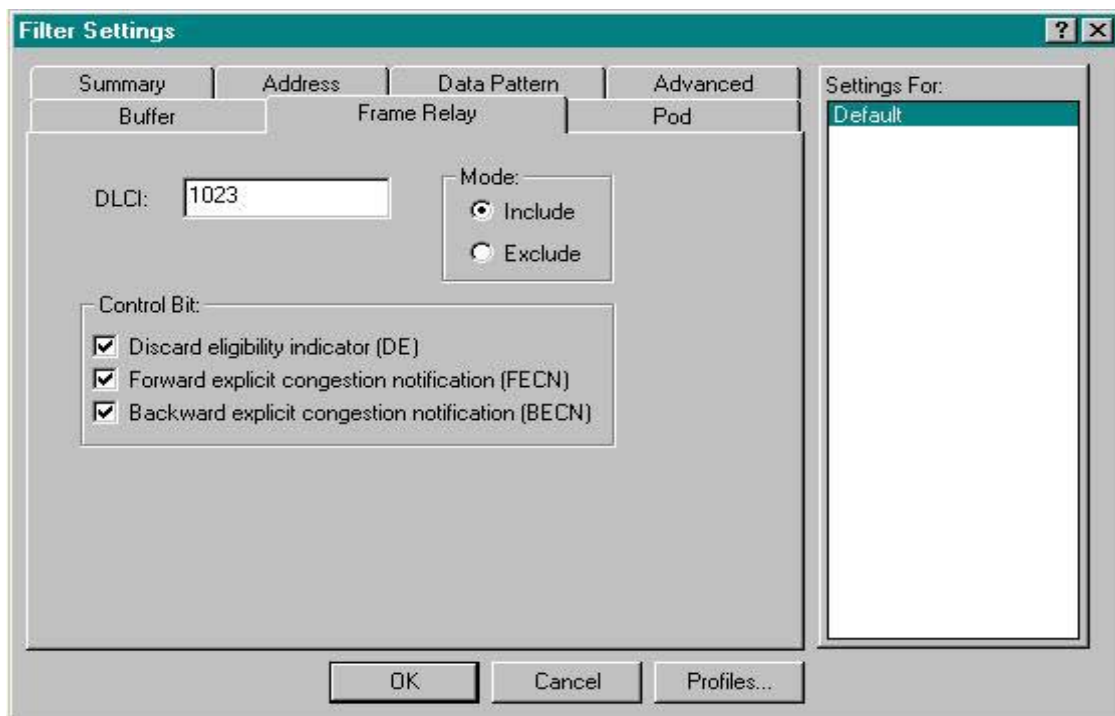 Filter Settings
Summary Address Data Pattern Advanced
Buffer Frame Relay Pod
DLCI: 1023
Mode:
Include
Exclude
Control Bit:
Discard eligibility indicator (DE)
Forward explicit congestion notification (FECN)
Backward explicit congestion notification (BECN)
Settings For:
Default
OK Cancel Profiles...